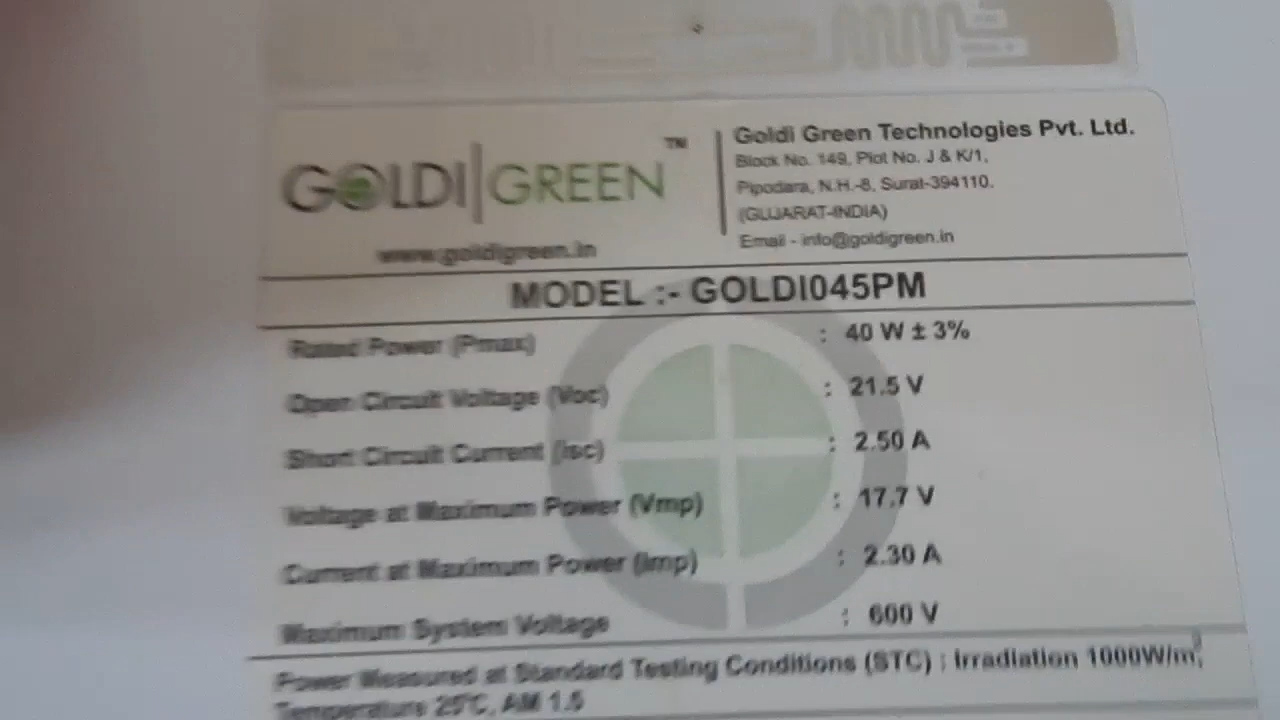 GOLDI|GREEN™
www.goldigreen.in
Goldi Green Technologies Pvt. Ltd.
Block No. 149, Plot No. J & K/1,
Pipodara, N.H.-8, Surat-394110.
(GUJARAT-INDIA)
Email - info@goldigreen.in
MODEL :- GOLDI045PM
Rated Power (Pmax) : 40 W ± 3%
Open Circuit Voltage (Voc) : 21.5 V
Short Circuit Current (Isc) : 2.50 A
Voltage at Maximum Power (Vmp) : 17.7 V
Current at Maximum Power (Imp) : 2.30 A
Maximum System Voltage : 600 V
Power Measured at Standard Testing Conditions (STC) : Irradiation 1000W/m²,
Temperature 25°C, AM 1.5